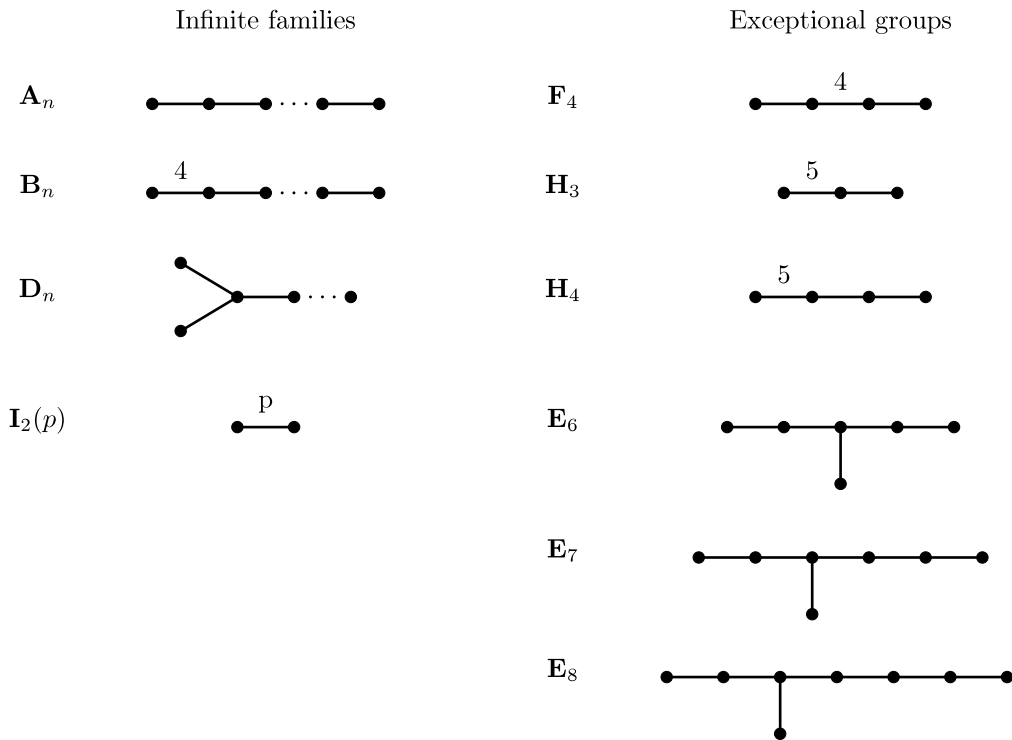 Infinite families
Exceptional groups
A_n
···
B_n
4
···
D_n
···
I_2(p)
p
F_4
4
H_3
5
H_4
5
E_6
E_7
E_8